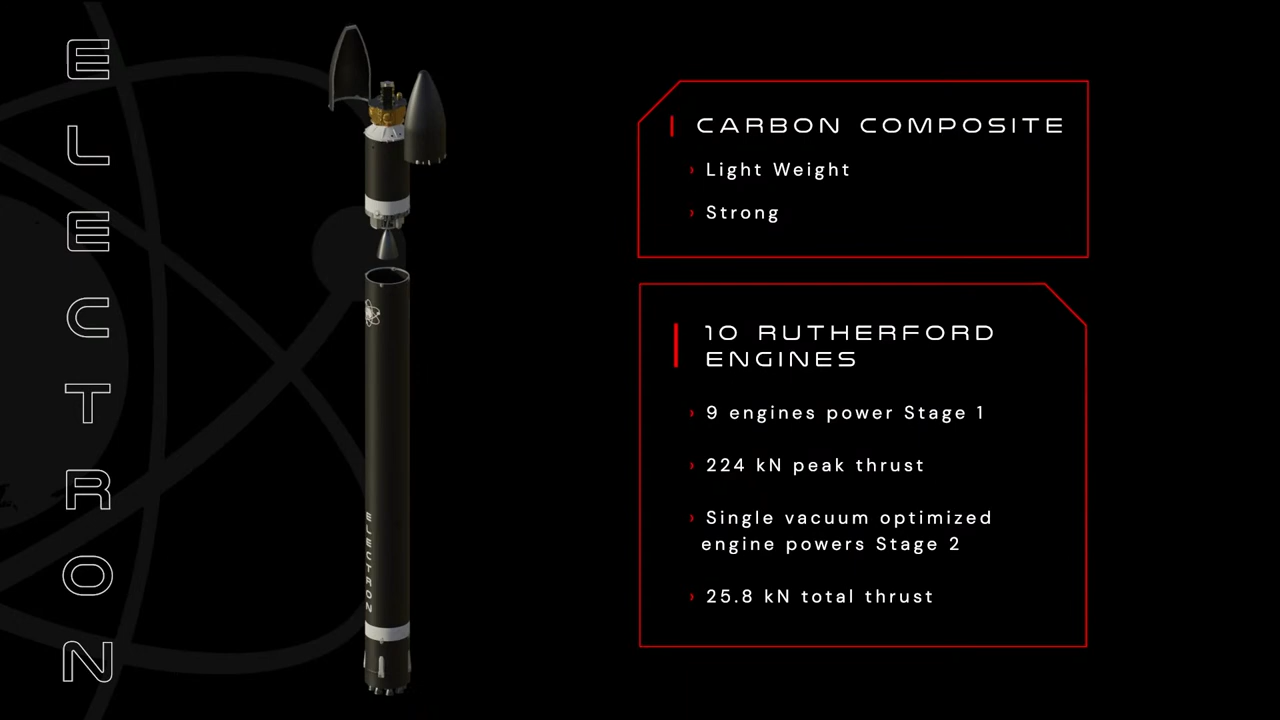 ELECTRON
ELECTRON
CARBON COMPOSITE
› Light Weight
› Strong
10 RUTHERFORD
ENGINES
› 9 engines power Stage 1
› 224 kN peak thrust
› Single vacuum optimized
engine powers Stage 2
› 25.8 kN total thrust